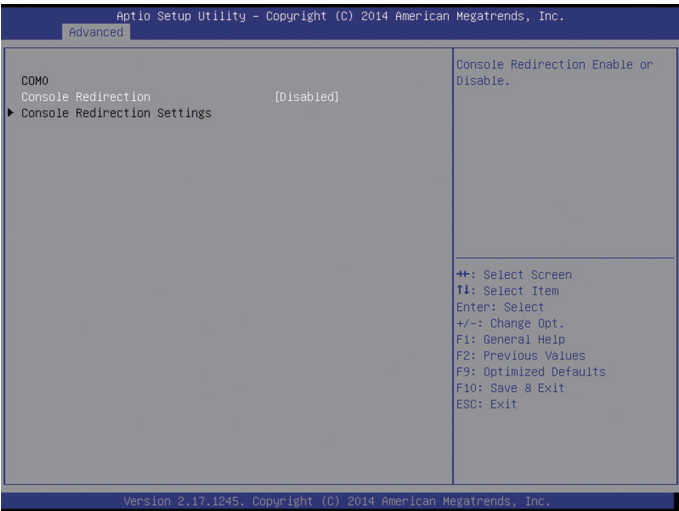 Aptio Setup Utility – Copyright (C) 2014 American Megatrends, Inc.
Advanced
COM0
Console Redirection [Disabled]
Console Redirection Settings
Console Redirection Enable or
Disable.
→←: Select Screen
↑↓: Select Item
Enter: Select
+/-: Change Opt.
F1: General Help
F2: Previous Values
F9: Optimized Defaults
F10: Save & Exit
ESC: Exit
Version 2.17.1245. Copyright (C) 2014 American Megatrends, Inc.